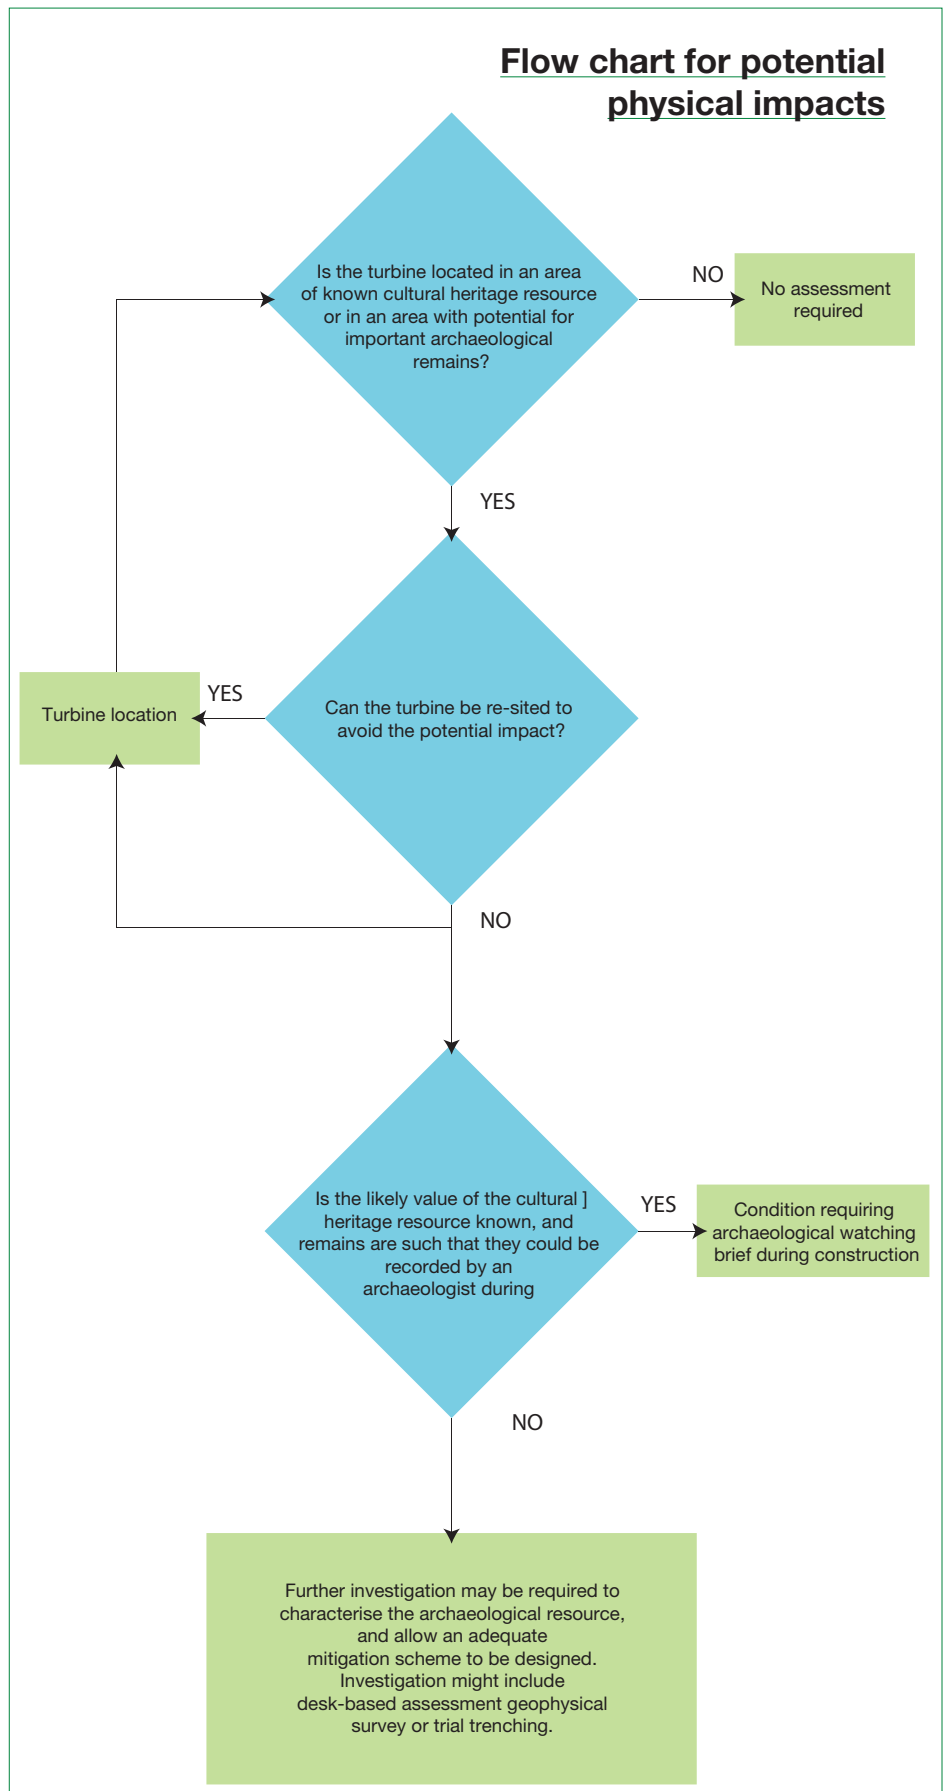 Flow chart for potential
physical impacts
Is the turbine located in an area
of known cultural heritage resource
or in an area with potential for
important archaeological
remains?
NO
No assessment
required
YES
Turbine location
YES
Can the turbine be re-sited to
avoid the potential impact?
NO
Is the likely value of the cultural ]
heritage resource known, and
remains are such that they could be
recorded by an
archaeologist during
YES
Condition requiring
archaeological watching
brief during construction
NO
Further investigation may be required to
characterise the archaeological resource,
and allow an adequate
mitigation scheme to be designed.
Investigation might include
desk-based assessment geophysical
survey or trial trenching.